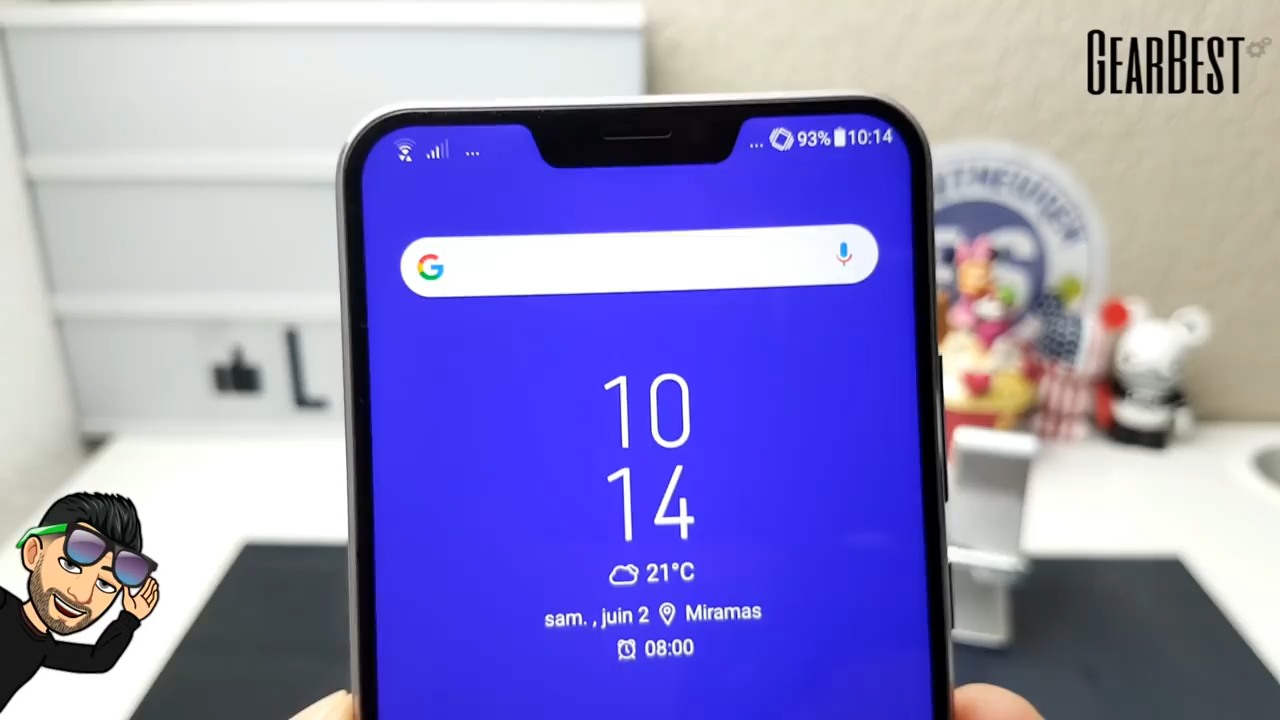 GEARBEST
... 
... 93% 10:14
10
14
21°C
sam. , juin 2 Miramas
08:00
L